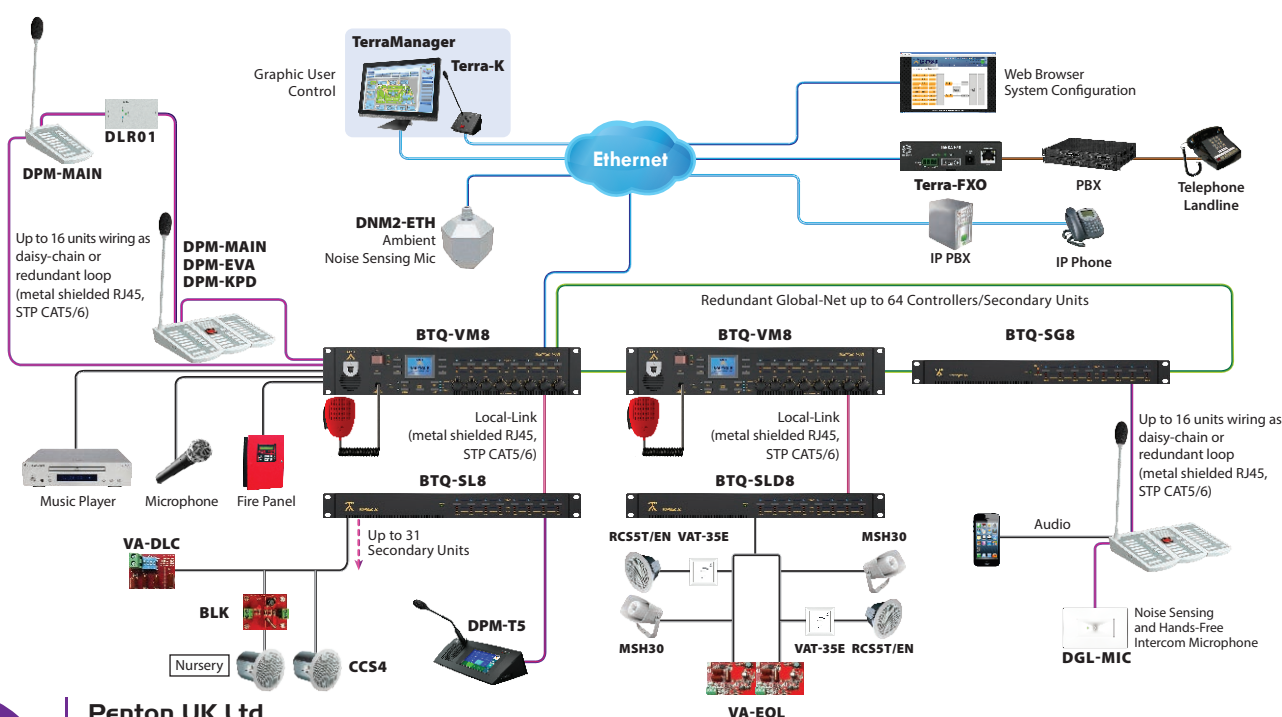 TerraManager
Terra-K
Graphic User
Control
Web Browser
System Configuration
DLR01
DPM-MAIN
Ethernet
Terra-FXO
PBX
Telephone
Landline
DNM2-ETH
Ambient
Noise Sensing Mic
IP PBX
IP Phone
Up to 16 units wiring as
daisy-chain or
redundant loop
(metal shielded RJ45,
STP CAT5/6)
DPM-MAIN
DPM-EVA
DPM-KPD
Redundant Global-Net up to 64 Controllers/Secondary Units
BTQ-VM8
BTQ-VM8
BTQ-SG8
Local-Link
(metal shielded RJ45,
STP CAT5/6)
Local-Link
(metal shielded RJ45,
STP CAT5/6)
Up to 16 units wiring as
daisy-chain or
redundant loop
(metal shielded RJ45,
STP CAT5/6)
Music Player
Microphone
Fire Panel
BTQ-SL8
BTQ-SLD8
Up to 31
Secondary Units
VA-DLC
RCS5T/EN
VAT-35E
MSH30
Audio
BLK
Nursery
CCS4
DPM-T5
MSH30
VAT-35E
RCS5T/EN
Noise Sensing
and Hands-Free
Intercom Microphone
DGL-MIC
VA-EOL
Penton UK Ltd